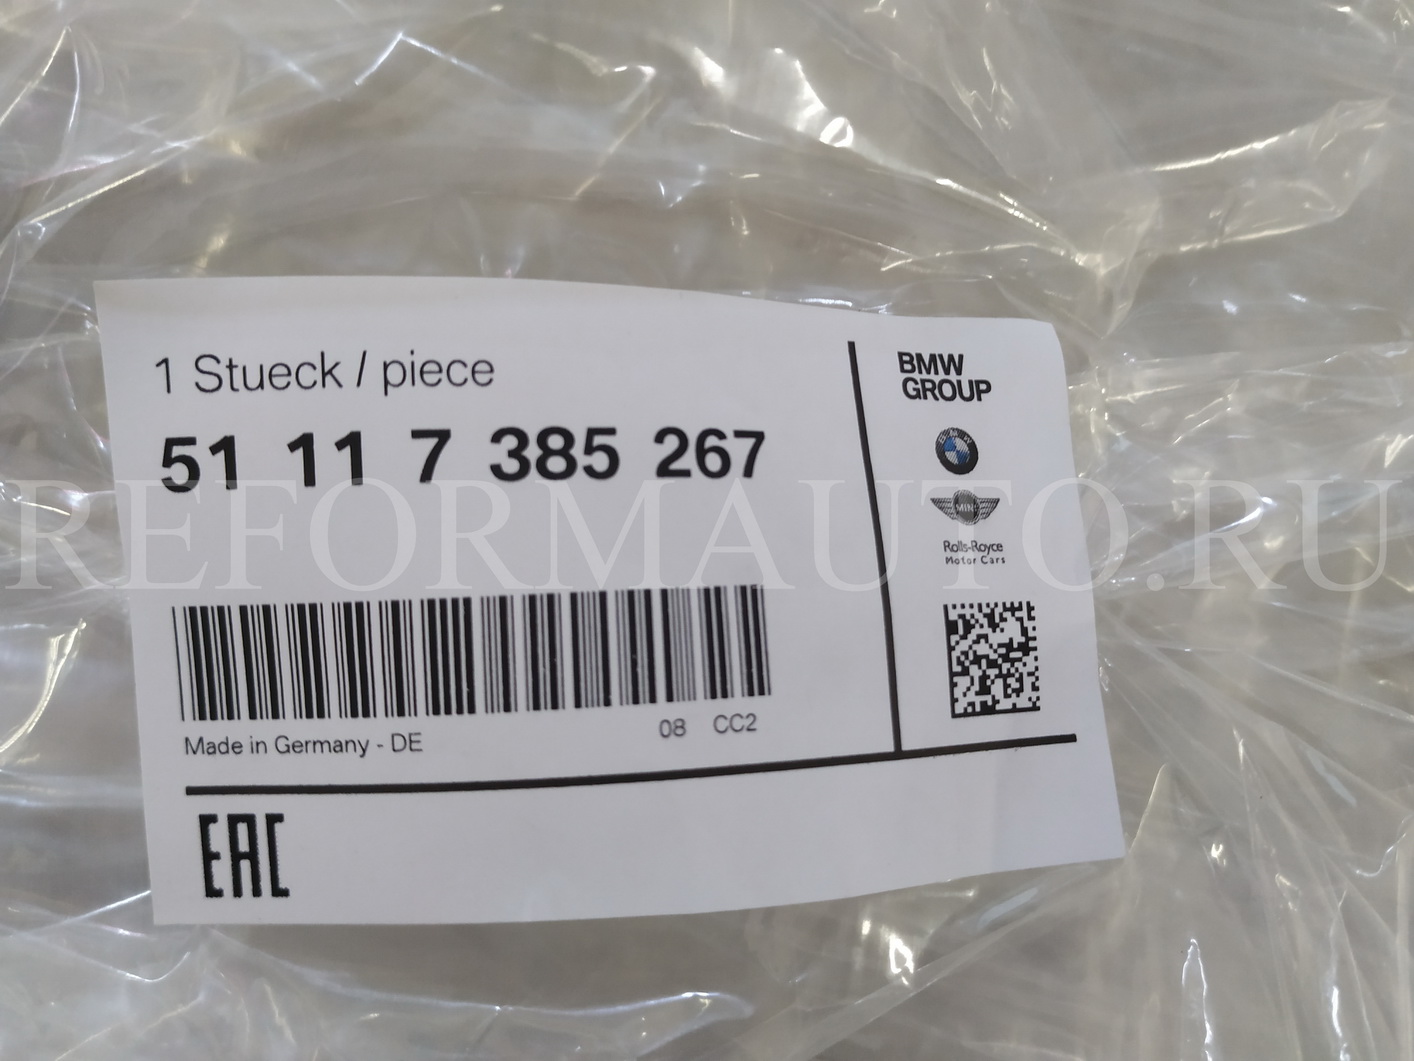 1 Stueck / piece
51 11 7 385 267
BMW
GROUP
MINI
Rolls-Royce
Motor Cars
REFORMAUTO.RU
08 CC2
Made in Germany - DE
EAC